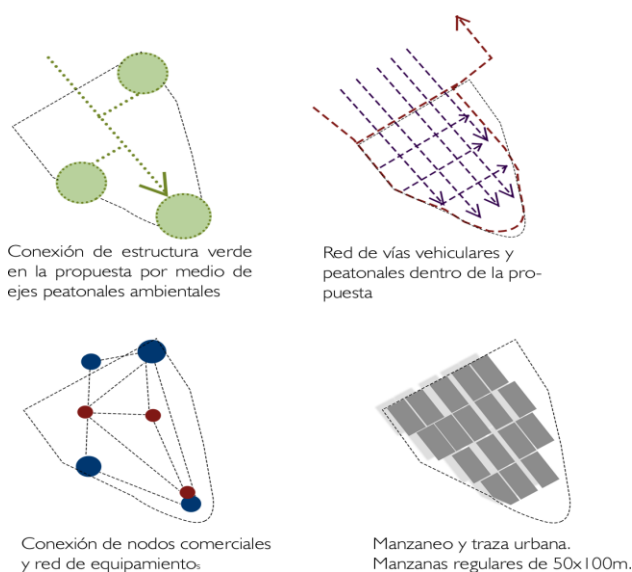 Conexión de estructura verde
en la propuesta por medio de
ejes peatonales ambientales
Red de vías vehiculares y
peatonales dentro de la pro-
puesta
Conexión de nodos comerciales
y red de equipamientos
Manzaneo y traza urbana.
Manzanas regulares de 50x100m.